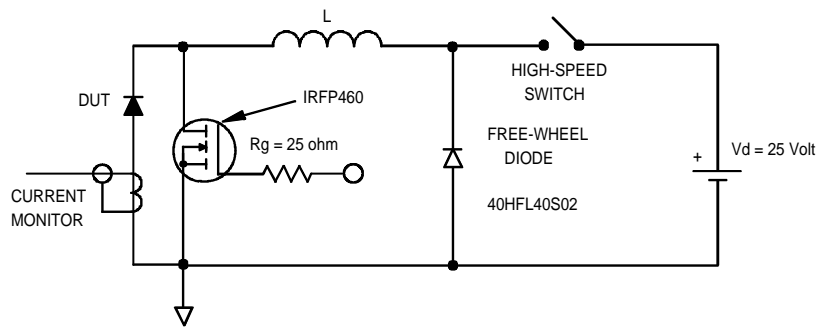 L
HIGH-SPEED
SWITCH
DUT
IRFP460
Rg = 25 ohm
FREE-WHEEL
DIODE
+
Vd = 25 Volt
CURRENT
MONITOR
40HFL40S02